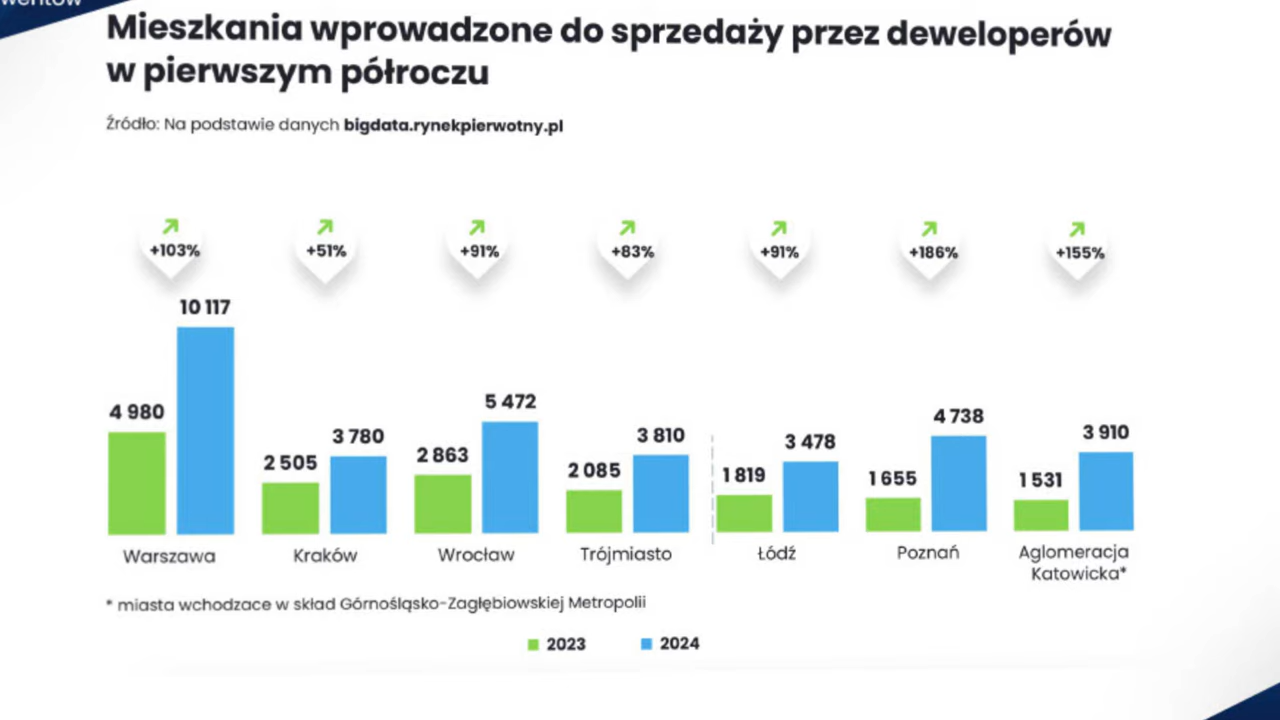 Mieszkania wprowadzone do sprzedaży przez deweloperów
w pierwszym półroczu
Źródło: Na podstawie danych bigdata.rynekpierwotny.pl
+103% +51% +91% +83% +91% +186% +155%
4 980 10 117
2 505 3 780
2 863 5 472
2 085 3 810
1 819 3 478
1 655 4 738
1 531 3 910
Warszawa Kraków Wrocław Trójmiasto Łódź Poznań Aglomeracja
Katowicka*
* miasta wchodzace w skład Górnośląsko-Zagłębiowskiej Metropolii
2023 2024